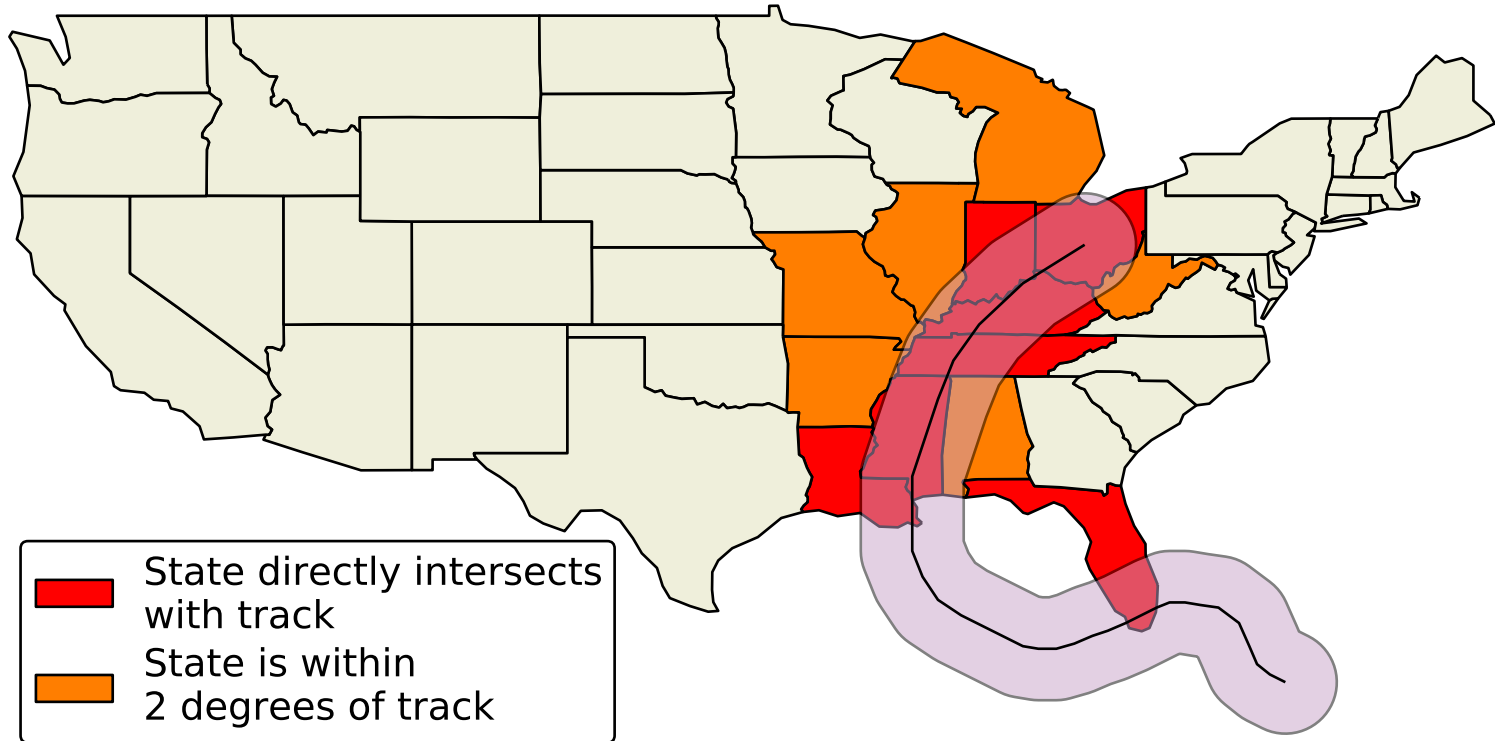 State directly intersects
with track
State is within
2 degrees of track